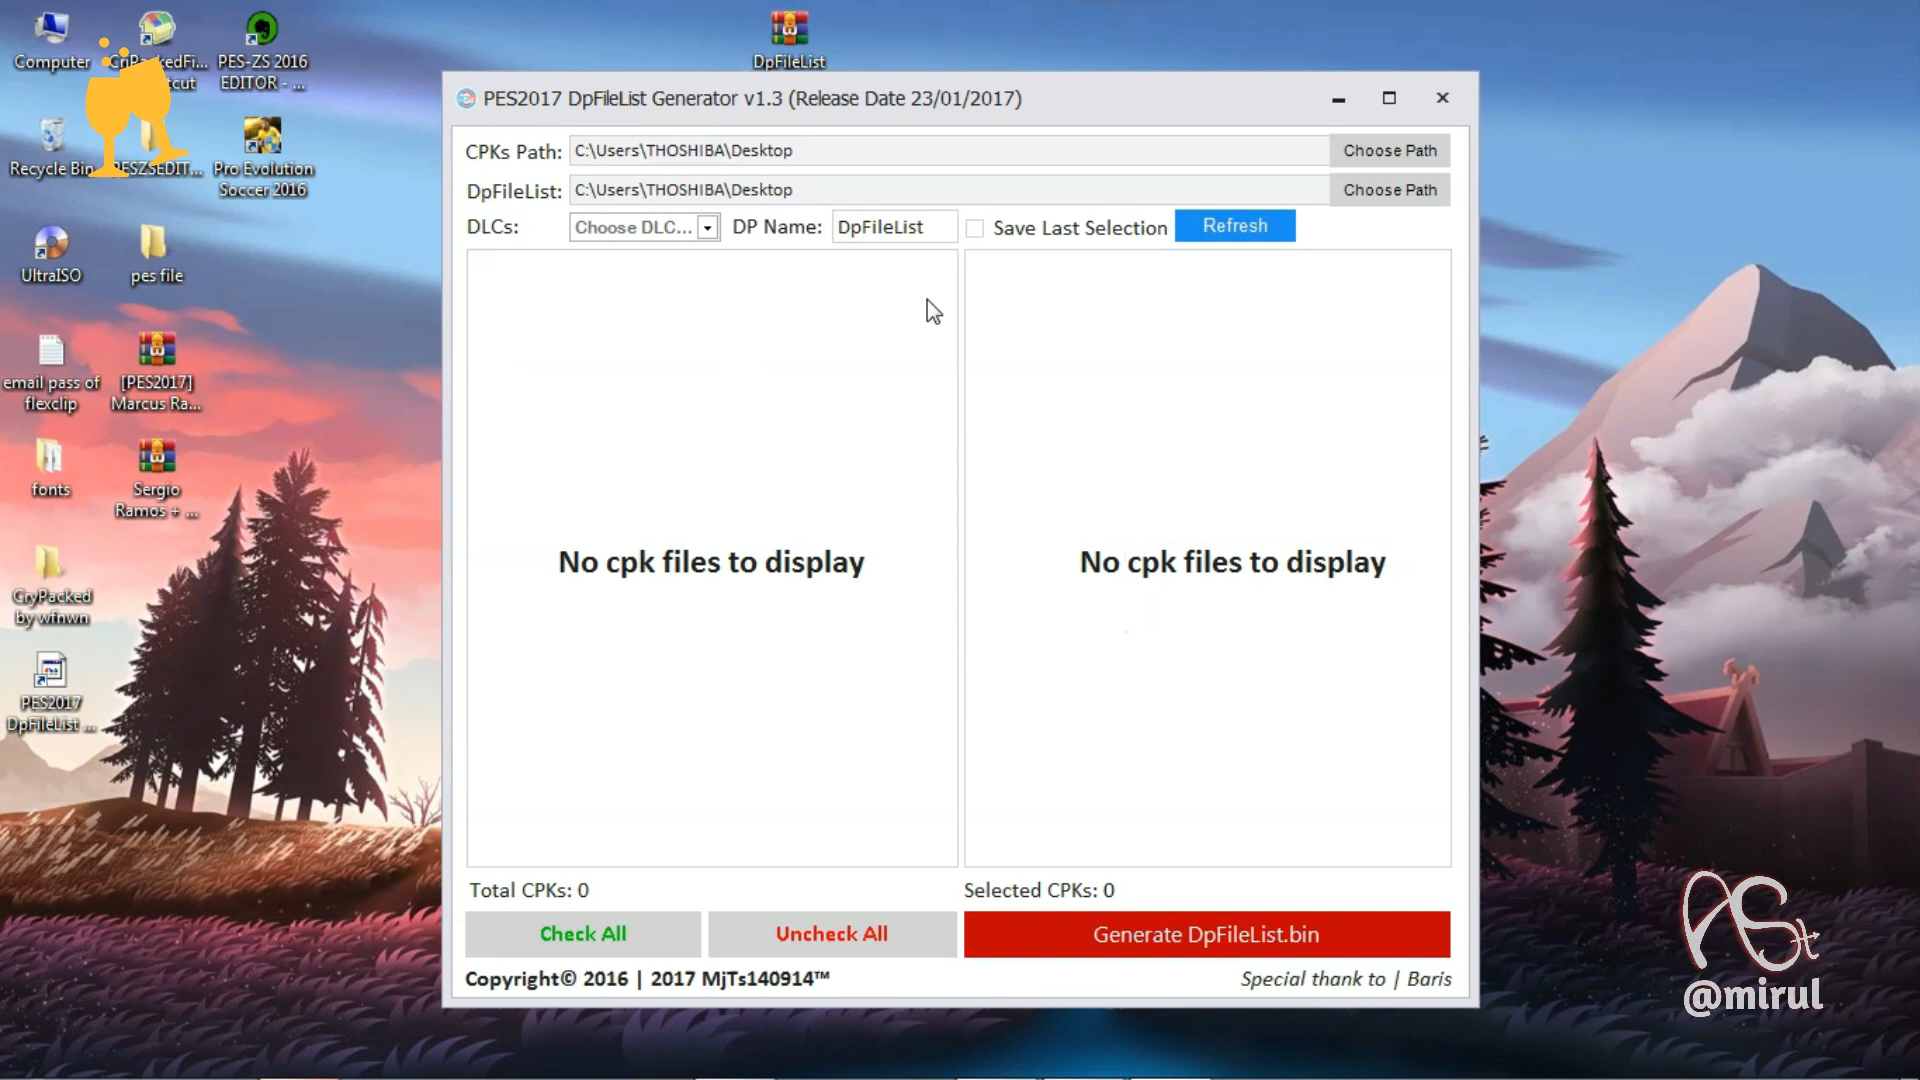 Computer
CriPackedFi...
tcut
PES-ZS 2016
EDITOR - ...
DpFileList
Recycle Bin
PESZSEDIT...
Pro Evolution
Soccer 2016
UltraISO
pes file
email pass of
flexclip
[PES2017]
Marcus Ra...
fonts
Sergio
Ramos + ...
CryPacked
by wfnwn
PES2017
DpFileList ...
PES2017 DpFileList Generator v1.3 (Release Date 23/01/2017)
CPKs Path: C:\Users\THOSHIBA\Desktop Choose Path
DpFileList: C:\Users\THOSHIBA\Desktop Choose Path
DLCs: Choose DLC... DP Name: DpFileList Save Last Selection Refresh
No cpk files to display
No cpk files to display
Total CPKs: 0
Selected CPKs: 0
Check All
Uncheck All
Generate DpFileList.bin
Copyright© 2016 | 2017 MjTs140914™
Special thank to | Baris
@mirul